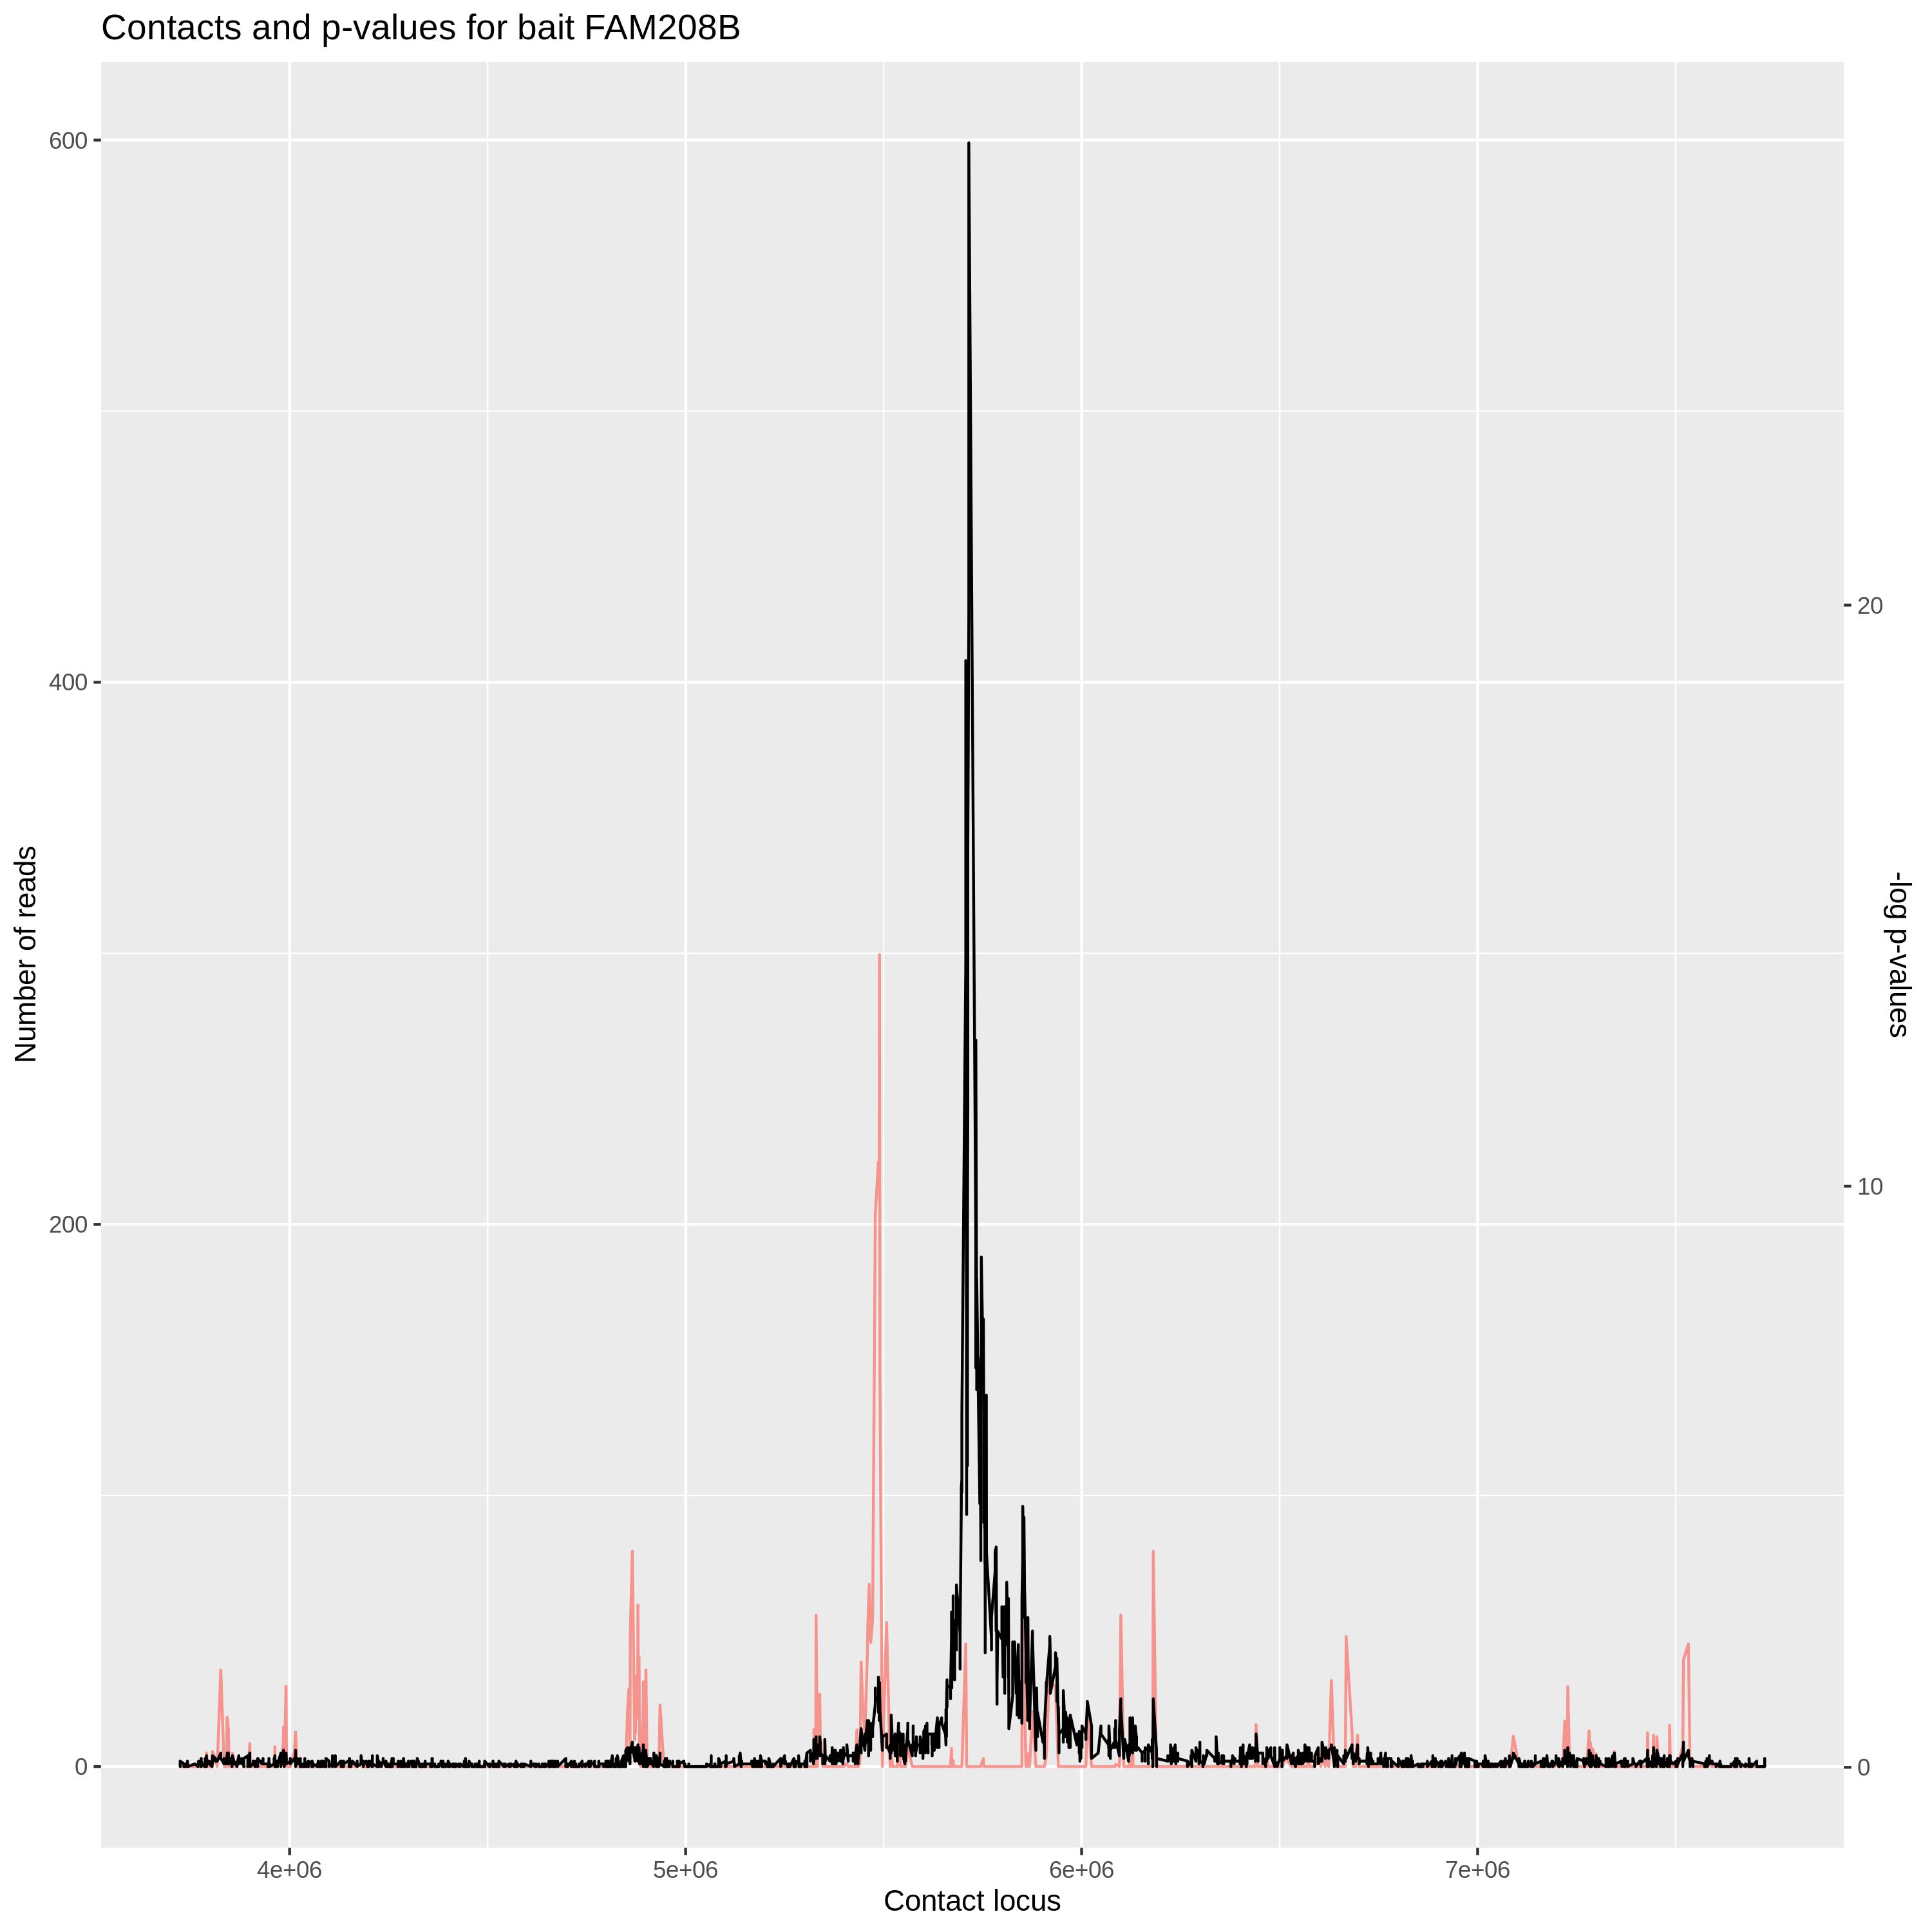 Contacts and p-values for bait FAM208B
600
400
200
0
Number of reads
20
10
0
-log p-values
4e+06
5e+06
6e+06
7e+06
Contact locus